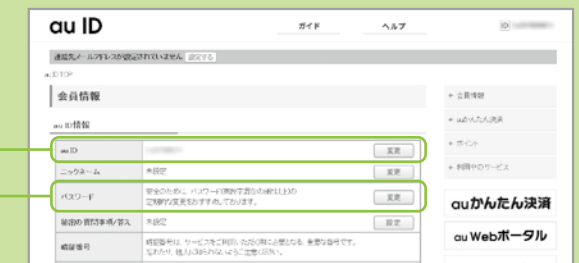 au ID
ガイド
ヘルプ
ID
連絡先メールアドレスが設定されていません 設定する
au ID TOP
会員情報
au ID情報
au ID
変更
ニックネーム
未設定
変更
パスワード
安全のために、パスワード(英数字混在の8桁以上)の
定期的な変更をおすすめしております。
変更
秘密の質問事項/答え
未設定
設定
暗証番号
暗証番号は、サービスをご利用いただく際に必要となる、重要な番号です。
忘れたり、他人に知られないようご注意ください。
+ 会員情報
+ auかんたん決済
+ ポイント
+ 利用中のサービス
auかんたん決済
au Webポータル